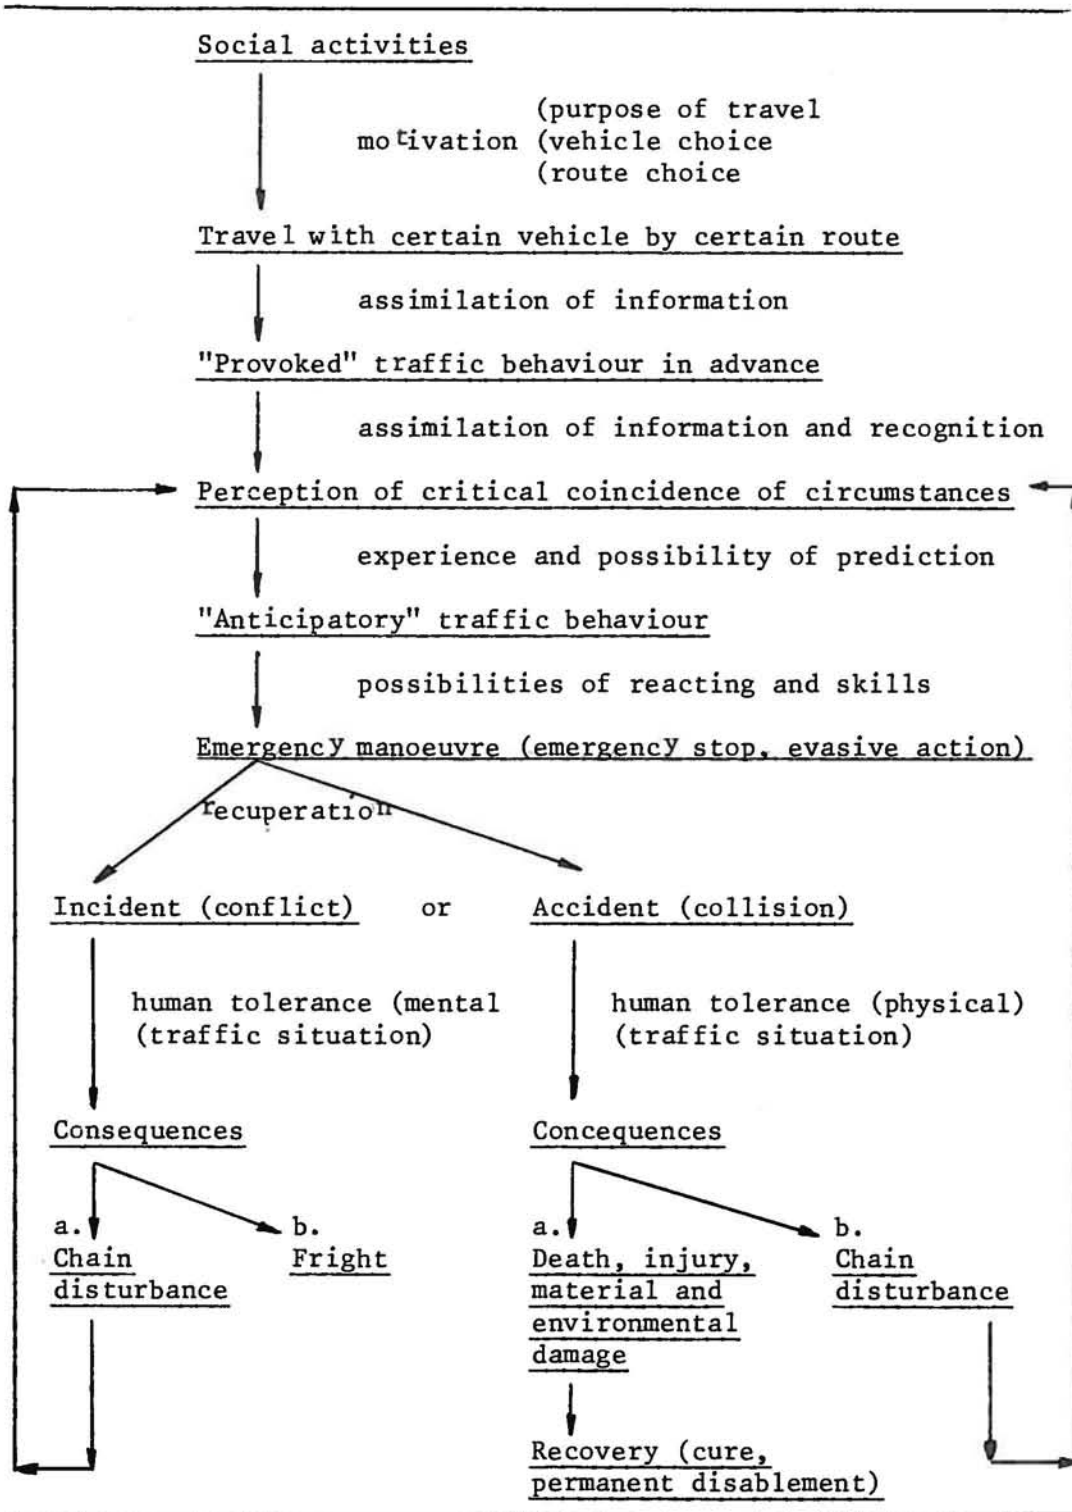 Social activities
(purpose of travel
motivation (vehicle choice
(route choice
Travel with certain vehicle by certain route
assimilation of information
"Provoked" traffic behaviour in advance
assimilation of information and recognition
Perception of critical coincidence of circumstances
experience and possibility of prediction
"Anticipatory" traffic behaviour
possibilities of reacting and skills
Emergency manoeuvre (emergency stop, evasive action)
recuperation
Incident (conflict) or Accident (collision)
human tolerance (mental
(traffic situation)
human tolerance (physical)
(traffic situation)
Consequences
a.
Chain
disturbance
b.
Fright
Concequences
a.
Death, injury,
material and
environmental
damage
b.
Chain
disturbance
Recovery (cure,
permanent disablement)